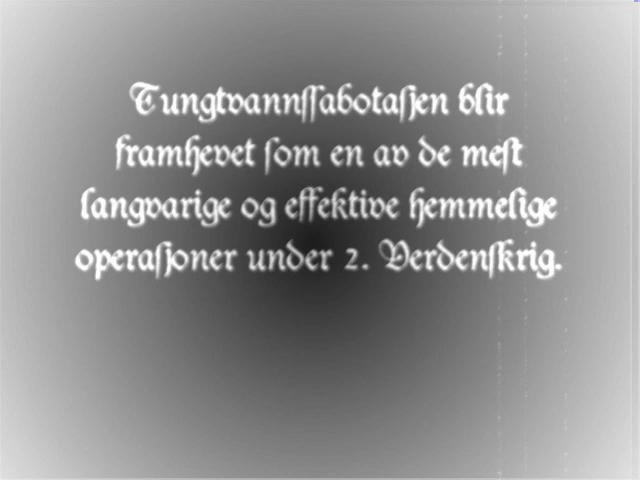 Tungtvannſſabotaſjen blir
framhevet ſom en av de meſt
langvarige og effektive hemmelige
operaſjoner under 2. Verdenſkrig.